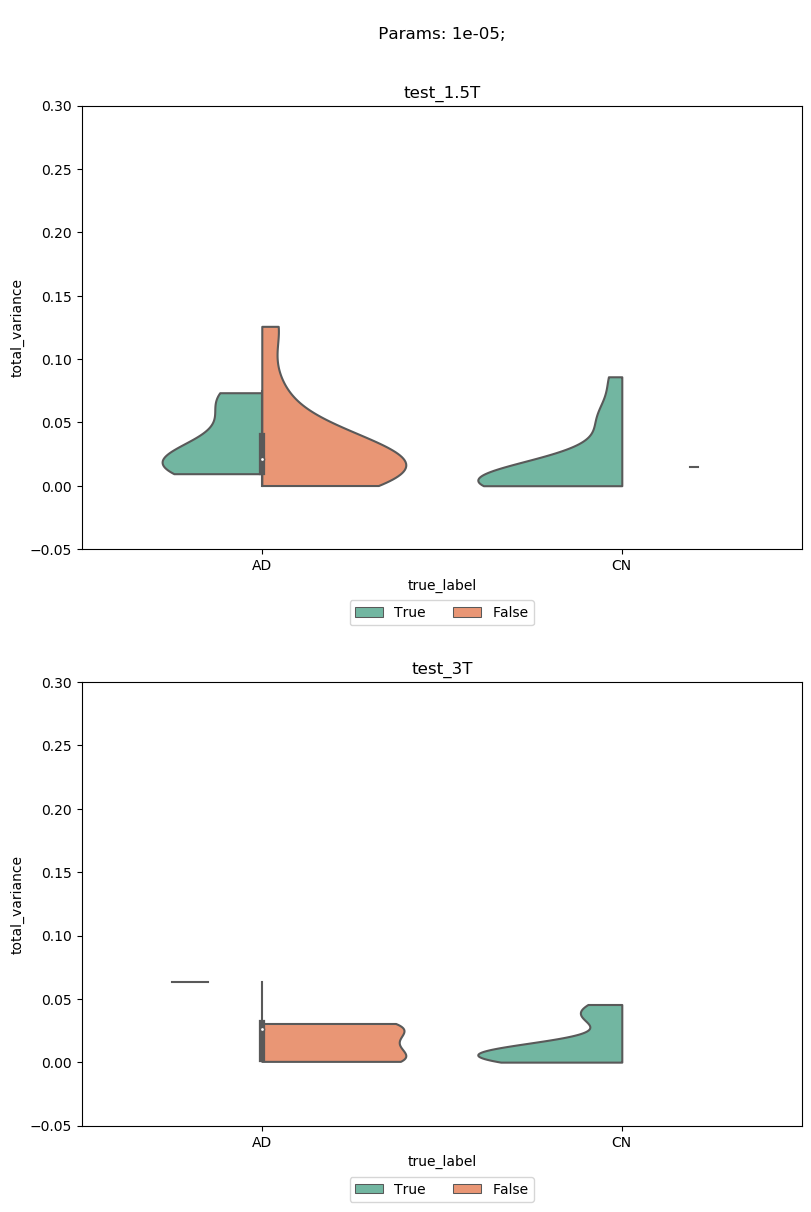 Params: 1e-05;
test_1.5T
0.30
0.25
0.20
0.15
0.10
0.05
0.00
−0.05
total_variance
AD CN
true_label
True False
test_3T
0.30
0.25
0.20
0.15
0.10
0.05
0.00
−0.05
total_variance
AD CN
true_label
True False